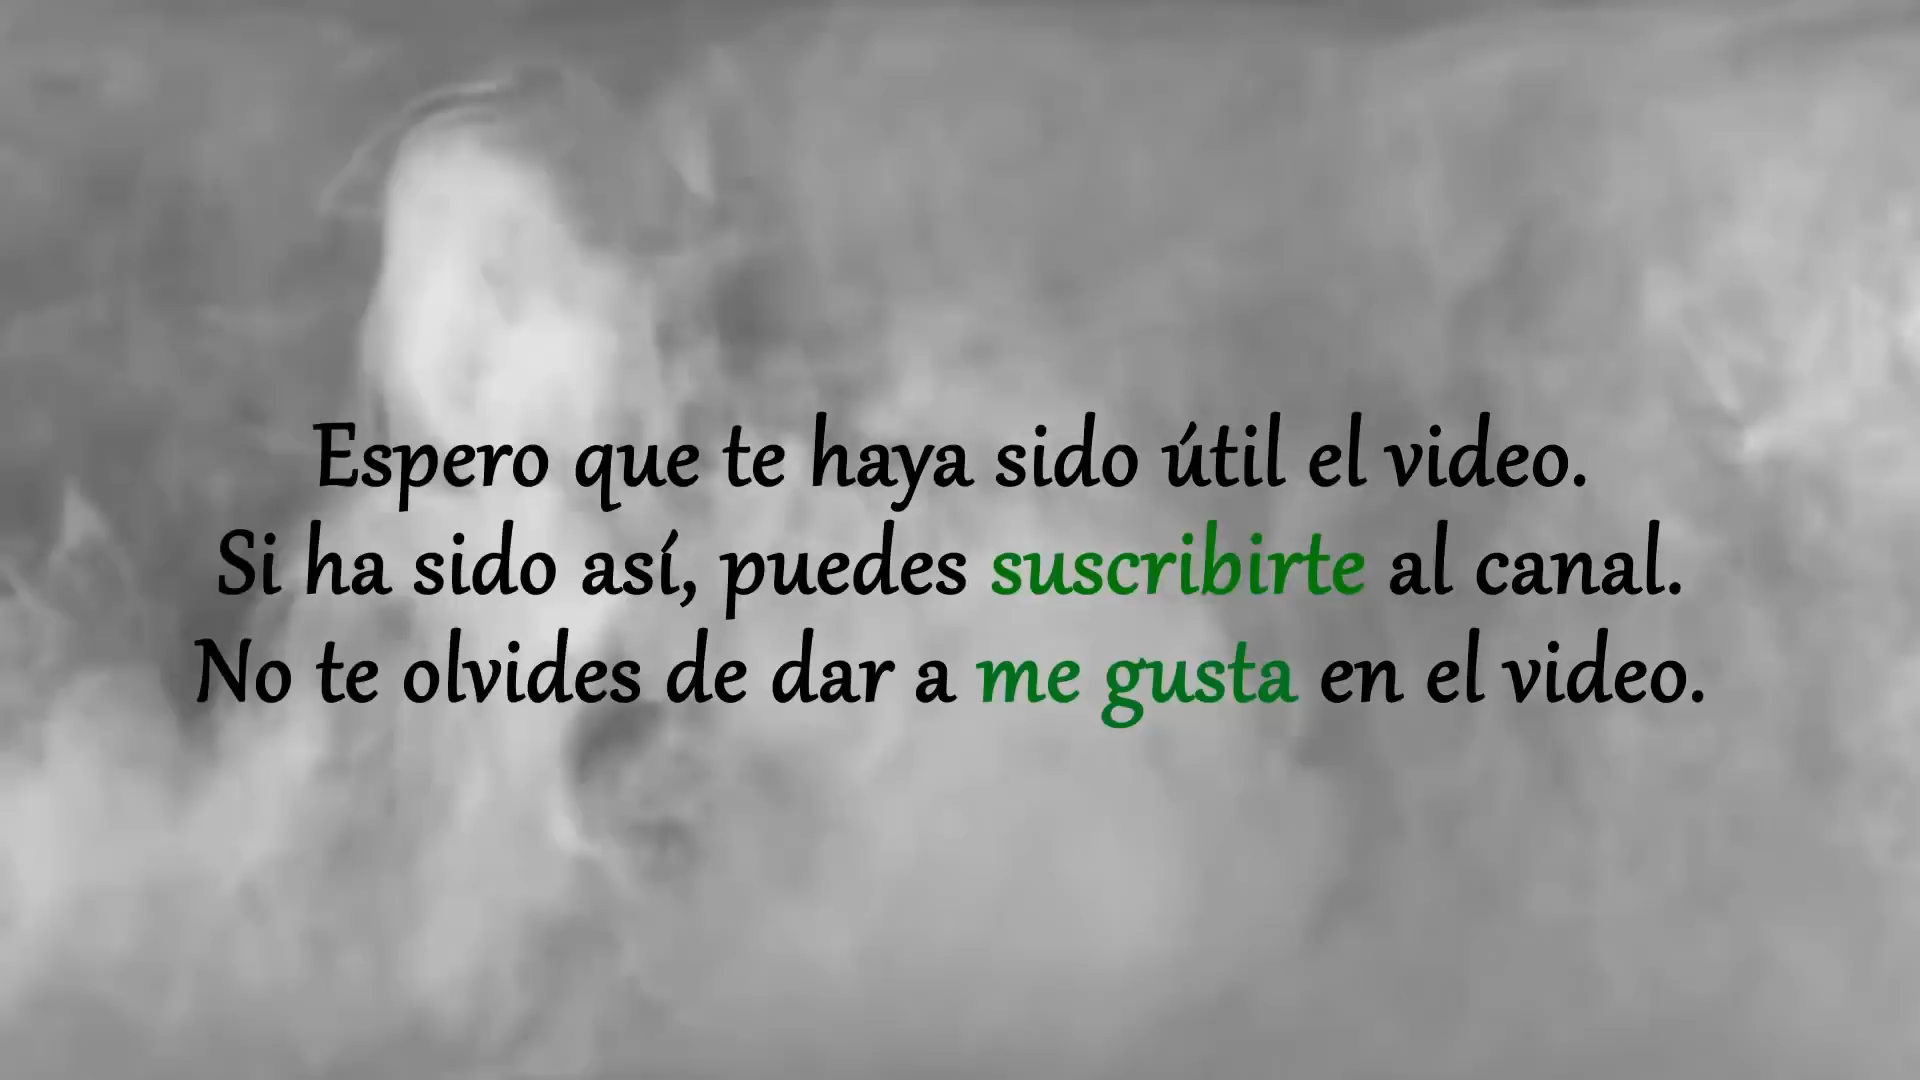 Espero que te haya sido útil el video.
Si ha sido así, puedes suscribirte al canal.
No te olvides de dar a me gusta en el video.